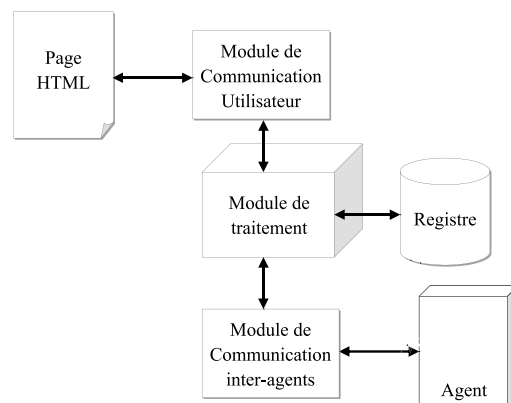 Page
HTML
Module de
Communication
Utilisateur
Module de
traitement
Registre
Module de
Communication
inter-agents
Agent